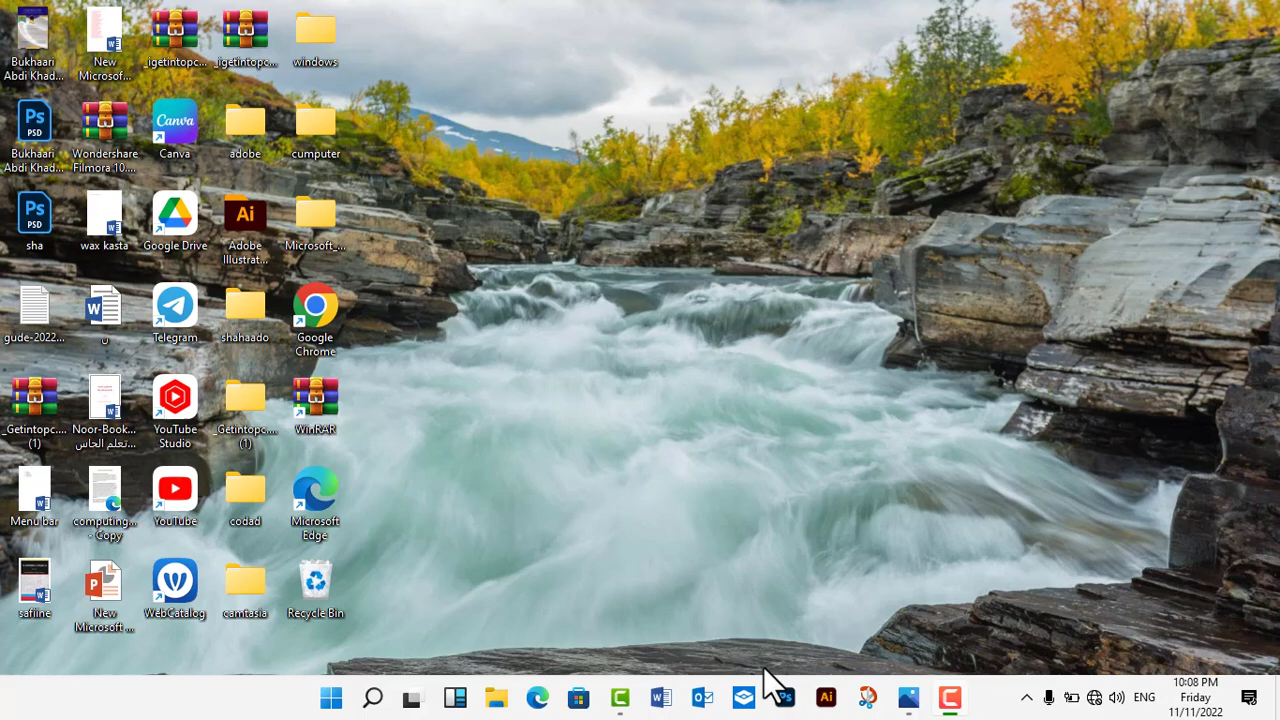 Bukhaari
Abdi Khad...
New
Microsof...
_igetintopc...
_igetintopc...
windows
PS
PSD
Bukhaari
Abdi Khad...
Wondershare
Filmora 10....
Canva
Canva
adobe
cumputer
Ps
PSD
sha
wax kasta
Google Drive
Ai
Adobe
Illustrat...
Microsoft_...
gude-2022...
ن
Telegram
shahaado
Google
Chrome
_Getintopc....
(1)
Noor-Book...
تعلم الحاس...
YouTube
Studio
_Getintopc....
(1)
WinRAR
Menu bar
computing...
- Copy
YouTube
codad
Microsoft
Edge
safiine
New
Microsoft ...
WebCatalog
camtasia
Recycle Bin
Ps
Ai
ENG
10:08 PM
Friday
11/11/2022